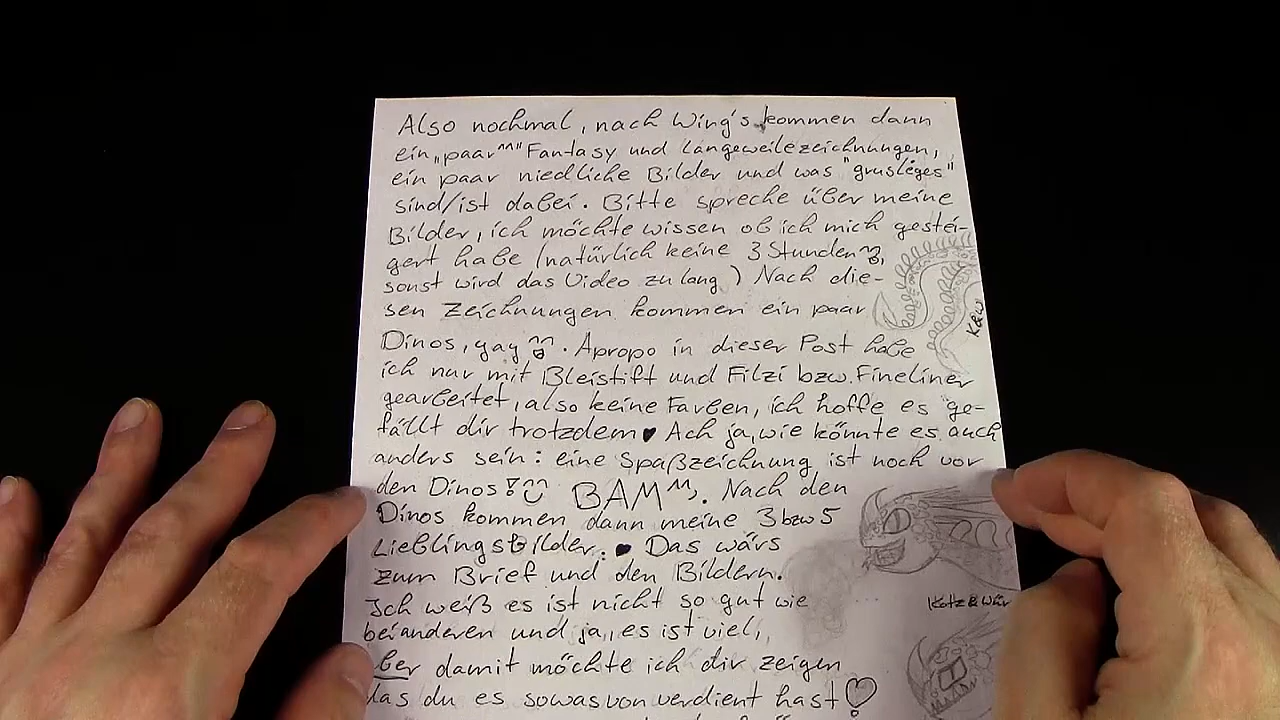 Also nochmal, nach Wing's kommen dann
ein „paar^^" Fantasy und Langeweilezeichnungen,
ein paar niedliche Bilder und was "grusliges"
sind/ist dabei. Bitte spreche über meine
Bilder, ich möchte wissen ob ich mich gestei-
gert habe (natürlich keine 3 Stunden^^,
sonst wird das Video zu lang) Nach die-
sen Zeichnungen kommen ein paar
Dinos, yay ^^. Apropo in dieser Post habe
ich nur mit Bleistift und Filzi bzw. Fineliner
gearbeitet, also keine Farben, ich hoffe es "ge-
fällt dir trotzdem ♥ Ach ja, wie könnte es auch
anders sein: eine Spaßzeichnung ist noch vor
den Dinos! ^^ BAM ^^. Nach den
Dinos kommen dann meine 3 bzw 5
Lieblingsbilder. ♥ Das wärs
zum Brief und den Bildern.
Ich weiß es ist nicht so gut wie
bei anderen und ja, es ist viel,
aber damit möchte ich dir zeigen
das du es sowas von verdient hast ♡!
K&W
Kotz & Wür